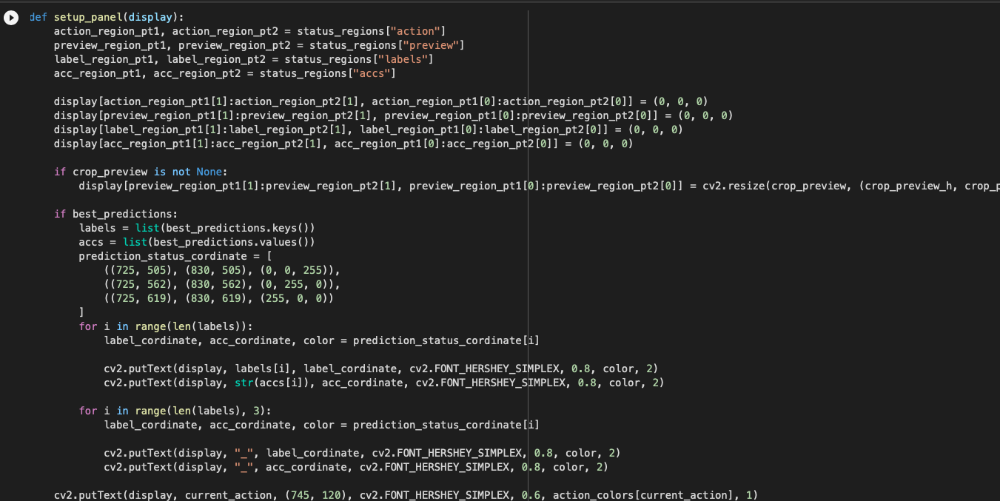 def setup_panel(display):
    action_region_pt1, action_region_pt2 = status_regions["action"]
    preview_region_pt1, preview_region_pt2 = status_regions["preview"]
    label_region_pt1, label_region_pt2 = status_regions["labels"]
    acc_region_pt1, acc_region_pt2 = status_regions["accs"]

    display[action_region_pt1[1]:action_region_pt2[1], action_region_pt1[0]:action_region_pt2[0]] = (0, 0, 0)
    display[preview_region_pt1[1]:preview_region_pt2[1], preview_region_pt1[0]:preview_region_pt2[0]] = (0, 0, 0)
    display[label_region_pt1[1]:label_region_pt2[1], label_region_pt1[0]:label_region_pt2[0]] = (0, 0, 0)
    display[acc_region_pt1[1]:acc_region_pt2[1], acc_region_pt1[0]:acc_region_pt2[0]] = (0, 0, 0)

    if crop_preview is not None:
        display[preview_region_pt1[1]:preview_region_pt2[1], preview_region_pt1[0]:preview_region_pt2[0]] = cv2.resize(crop_preview, (crop_preview_h, crop_p

    if best_predictions:
        labels = list(best_predictions.keys())
        accs = list(best_predictions.values())
        prediction_status_cordinate = [
            ((725, 505), (830, 505), (0, 0, 255)),
            ((725, 562), (830, 562), (0, 255, 0)),
            ((725, 619), (830, 619), (255, 0, 0))
        ]
        for i in range(len(labels)):
            label_cordinate, acc_cordinate, color = prediction_status_cordinate[i]

            cv2.putText(display, labels[i], label_cordinate, cv2.FONT_HERSHEY_SIMPLEX, 0.8, color, 2)
            cv2.putText(display, str(accs[i]), acc_cordinate, cv2.FONT_HERSHEY_SIMPLEX, 0.8, color, 2)

        for i in range(len(labels), 3):
            label_cordinate, acc_cordinate, color = prediction_status_cordinate[i]

            cv2.putText(display, "_", label_cordinate, cv2.FONT_HERSHEY_SIMPLEX, 0.8, color, 2)
            cv2.putText(display, "_", acc_cordinate, cv2.FONT_HERSHEY_SIMPLEX, 0.8, color, 2)

    cv2.putText(display, current_action, (745, 120), cv2.FONT_HERSHEY_SIMPLEX, 0.6, action_colors[current_action], 1)